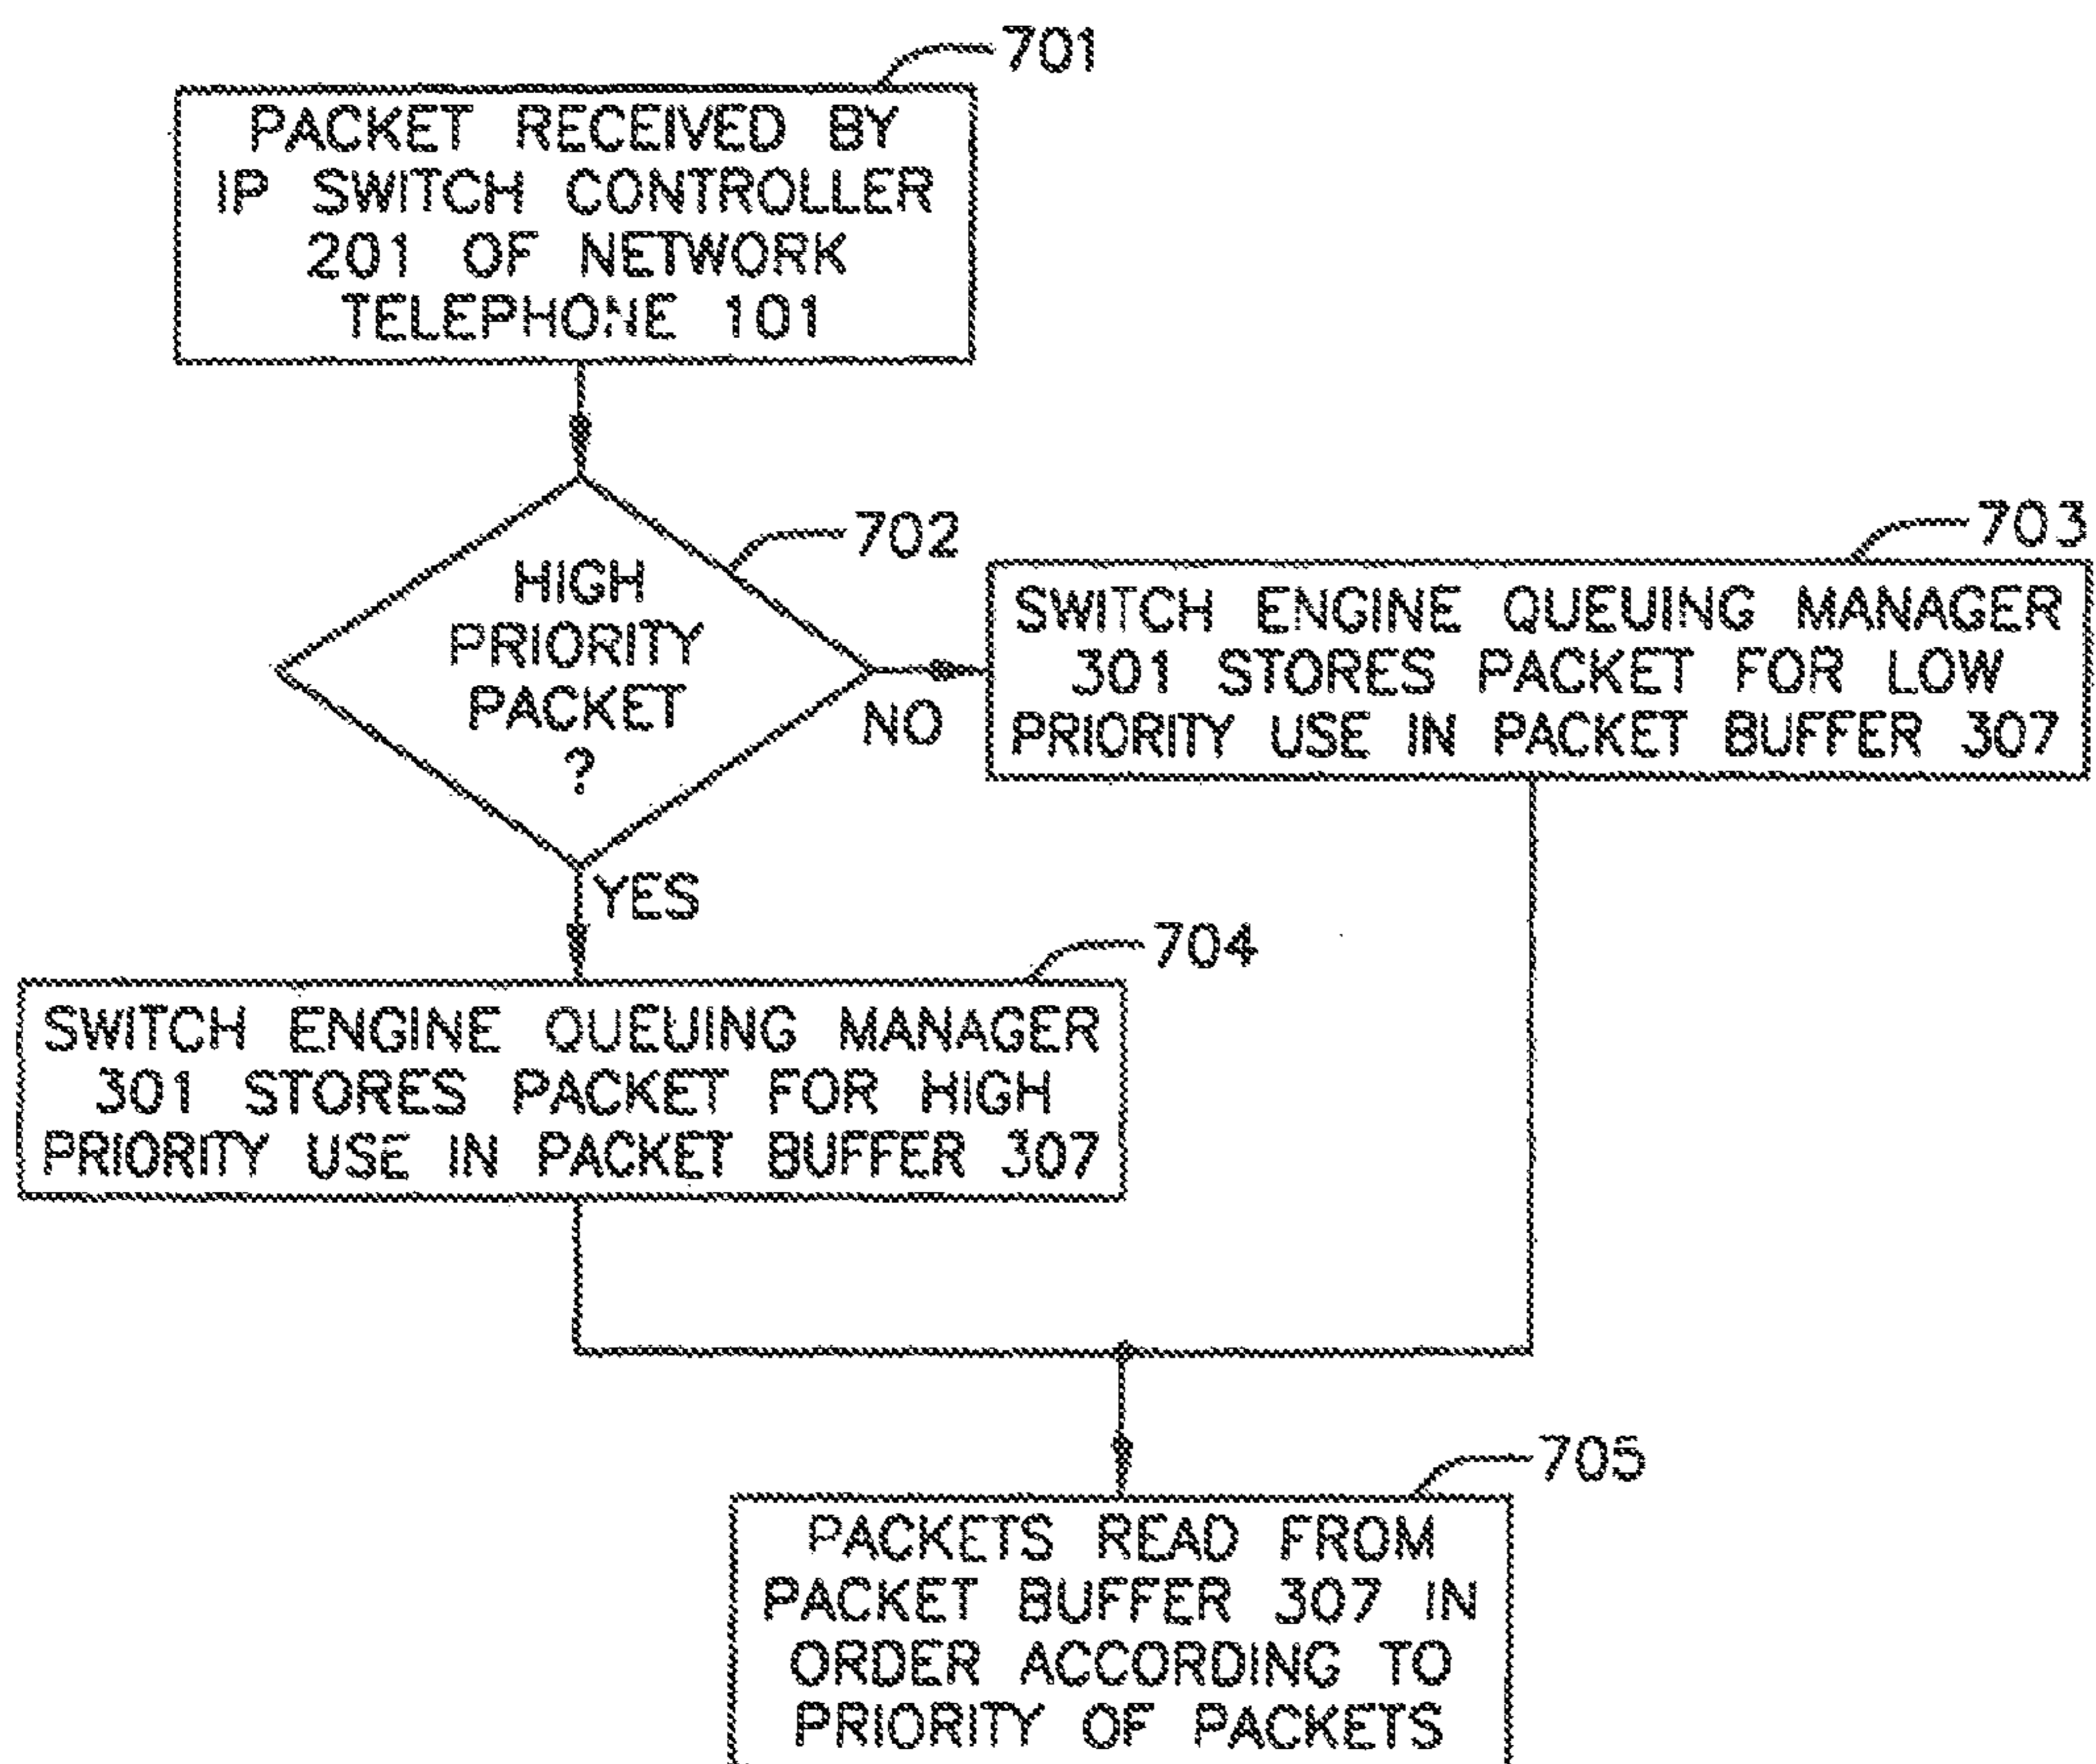 701
PACKET RECEIVED BY
IP SWITCH CONTROLLER
201 OF NETWORK
TELEPHONE 101
702
HIGH
PRIORITY
PACKET
?
NO
703
SWITCH ENGINE QUEUING MANAGER
301 STORES PACKET FOR LOW
PRIORITY USE IN PACKET BUFFER 307
YES
704
SWITCH ENGINE QUEUING MANAGER
301 STORES PACKET FOR HIGH
PRIORITY USE IN PACKET BUFFER 307
705
PACKETS READ FROM
PACKET BUFFER 307 IN
ORDER ACCORDING TO
PRIORITY OF PACKETS